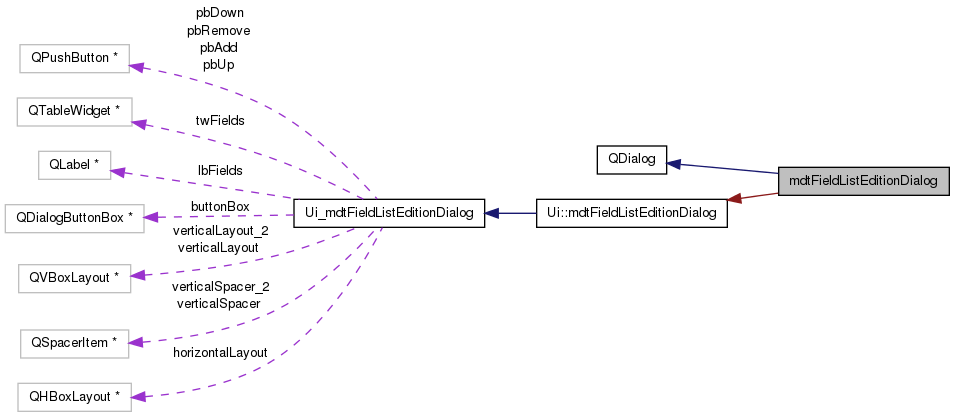 pbDown
pbRemove
pbAdd
pbUp
QPushButton *
twFields
QTableWidget *
lbFields
QLabel *
buttonBox
QDialogButtonBox *
verticalLayout_2
verticalLayout
QVBoxLayout *
verticalSpacer_2
verticalSpacer
QSpacerItem *
horizontalLayout
QHBoxLayout *
Ui_mdtFieldListEditionDialog
Ui::mdtFieldListEditionDialog
QDialog
mdtFieldListEditionDialog